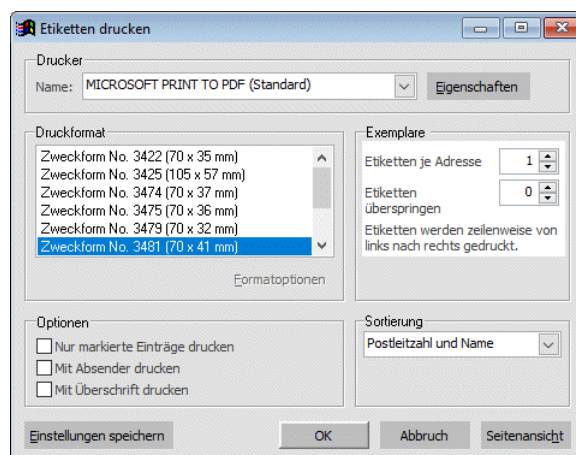 Etiketten drucken
Drucker
Name: MICROSOFT PRINT TO PDF (Standard) Eigenschaften
Druckformat
Zweckform No. 3422 (70 x 35 mm)
Zweckform No. 3425 (105 x 57 mm)
Zweckform No. 3474 (70 x 37 mm)
Zweckform No. 3475 (70 x 36 mm)
Zweckform No. 3479 (70 x 32 mm)
Zweckform No. 3481 (70 x 41 mm)
Formatoptionen
Exemplare
Etiketten je Adresse 1
Etiketten 0
überspringen
Etiketten werden zeilenweise von
links nach rechts gedruckt.
Optionen
Nur markierte Einträge drucken
Mit Absender drucken
Mit Überschrift drucken
Sortierung
Postleitzahl und Name
Einstellungen speichern OK Abbruch Seitenansicht